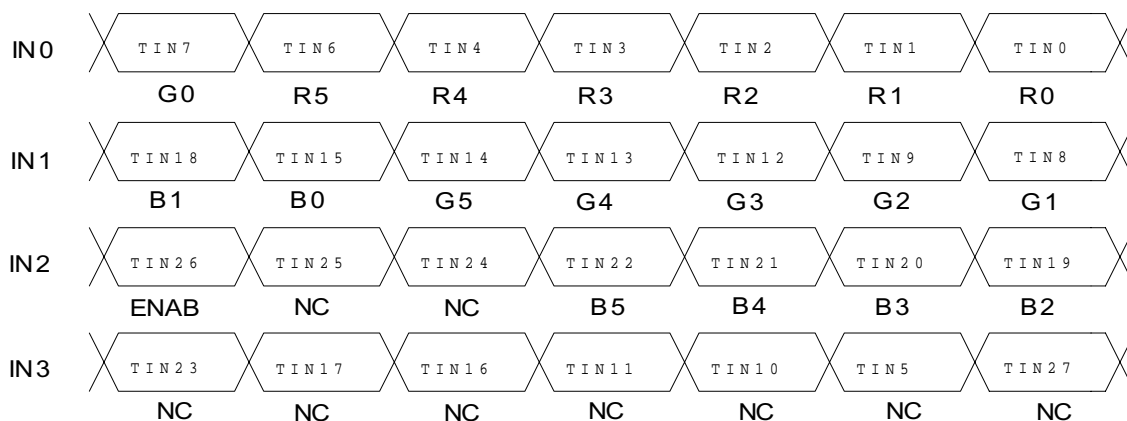 IN0 TIN7 TIN6 TIN4 TIN3 TIN2 TIN1 TIN0
G0 R5 R4 R3 R2 R1 R0
IN1 TIN18 TIN15 TIN14 TIN13 TIN12 TIN9 TIN8
B1 B0 G5 G4 G3 G2 G1
IN2 TIN26 TIN25 TIN24 TIN22 TIN21 TIN20 TIN19
ENAB NC NC B5 B4 B3 B2
IN3 TIN23 TIN17 TIN16 TIN11 TIN10 TIN5 TIN27
NC NC NC NC NC NC NC